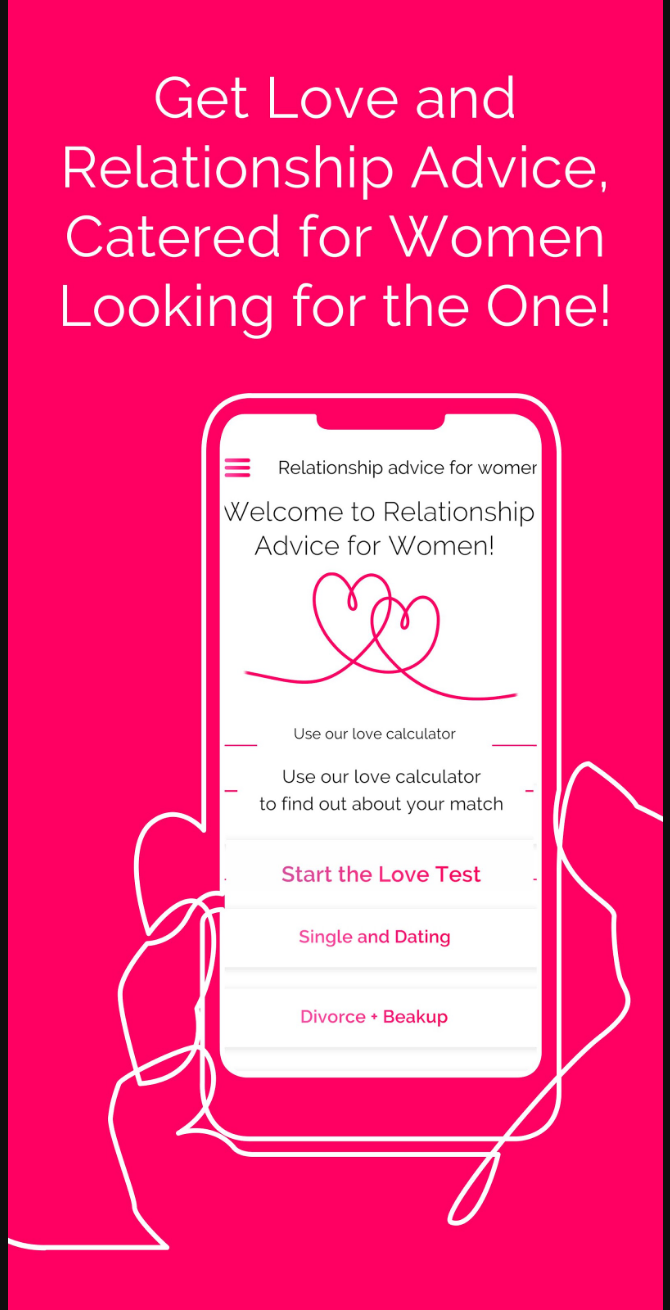 Get Love and
Relationship Advice,
Catered for Women
Looking for the One!
Relationship advice for women
Welcome to Relationship
Advice for Women!
Use our love calculator
Use our love calculator
to find out about your match
Start the Love Test
Single and Dating
Divorce + Beakup